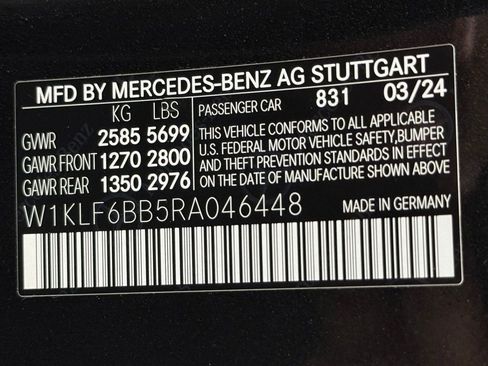 MFD BY MERCEDES-BENZ AG STUTTGART
KG LBS PASSENGER CAR 831 03/24
GVWR 2585 5699
GAWR FRONT 1270 2800
GAWR REAR 1350 2976
THIS VEHICLE CONFORMS TO ALL APPLICABLE
U.S. FEDERAL MOTOR VEHICLE SAFETY, BUMPER
AND THEFT PREVENTION STANDARDS IN EFFECT
ON THE DATE OF MANUFACTURE SHOWN ABOVE.
W1KLF6BB5RA046448 MADE IN GERMANY